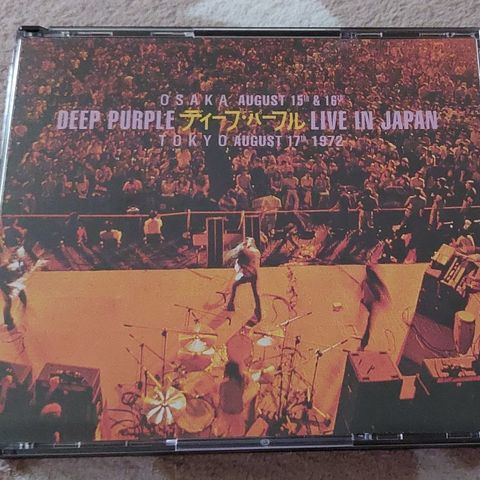 OSAKA AUGUST 15th & 16th
DEEP PURPLE ディープ・パープル LIVE IN JAPAN
TOKYO AUGUST 17th 1972